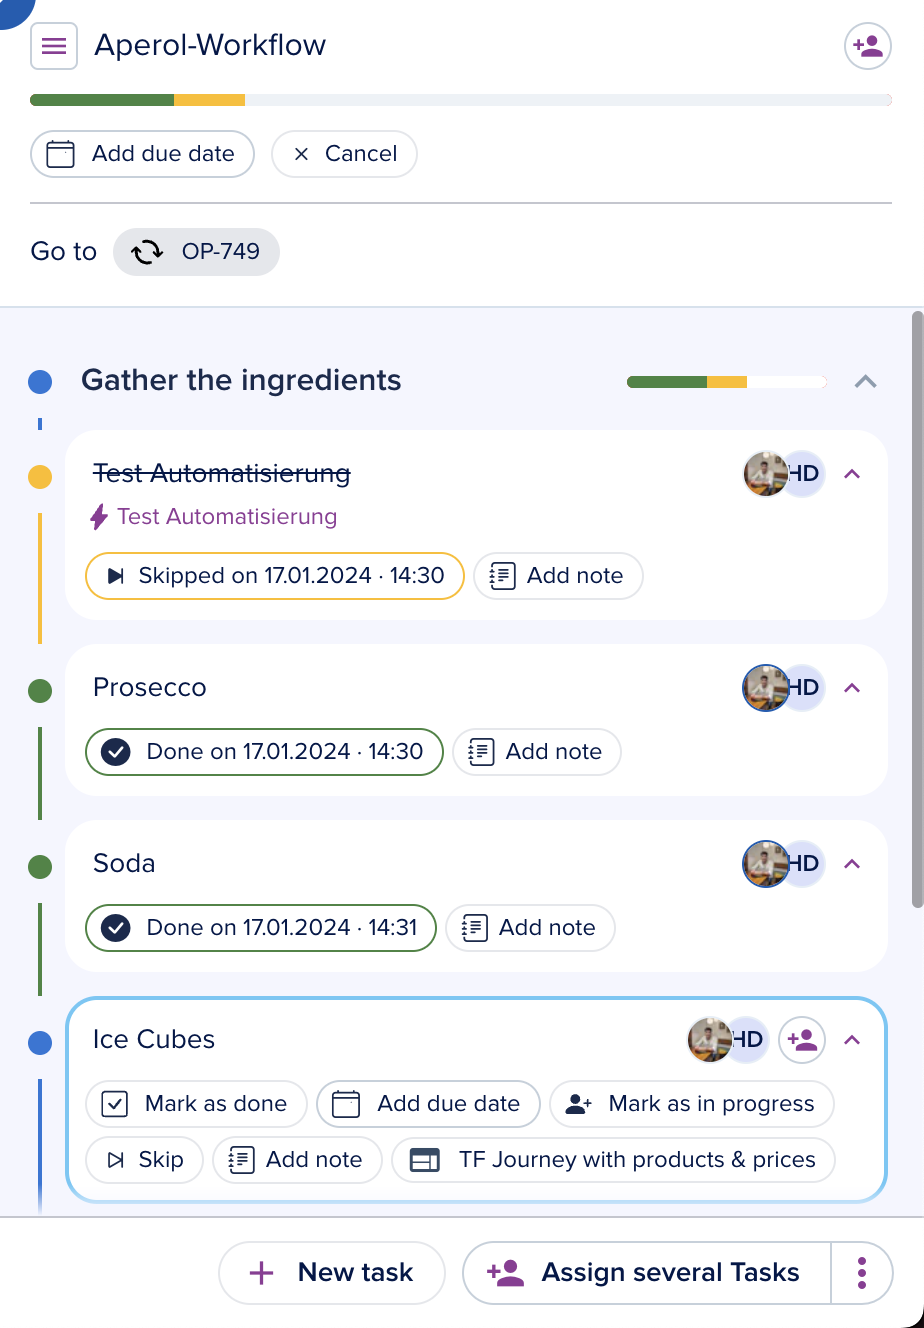 Aperol-Workflow
Add due date
Cancel
Go to
OP-749
Gather the ingredients
Test Automatisierung
HD
Test Automatisierung
Skipped on 17.01.2024 · 14:30
Add note
Prosecco
HD
Done on 17.01.2024 · 14:30
Add note
Soda
HD
Done on 17.01.2024 · 14:31
Add note
Ice Cubes
HD
Mark as done
Add due date
Mark as in progress
Skip
Add note
TF Journey with products & prices
New task
Assign several Tasks